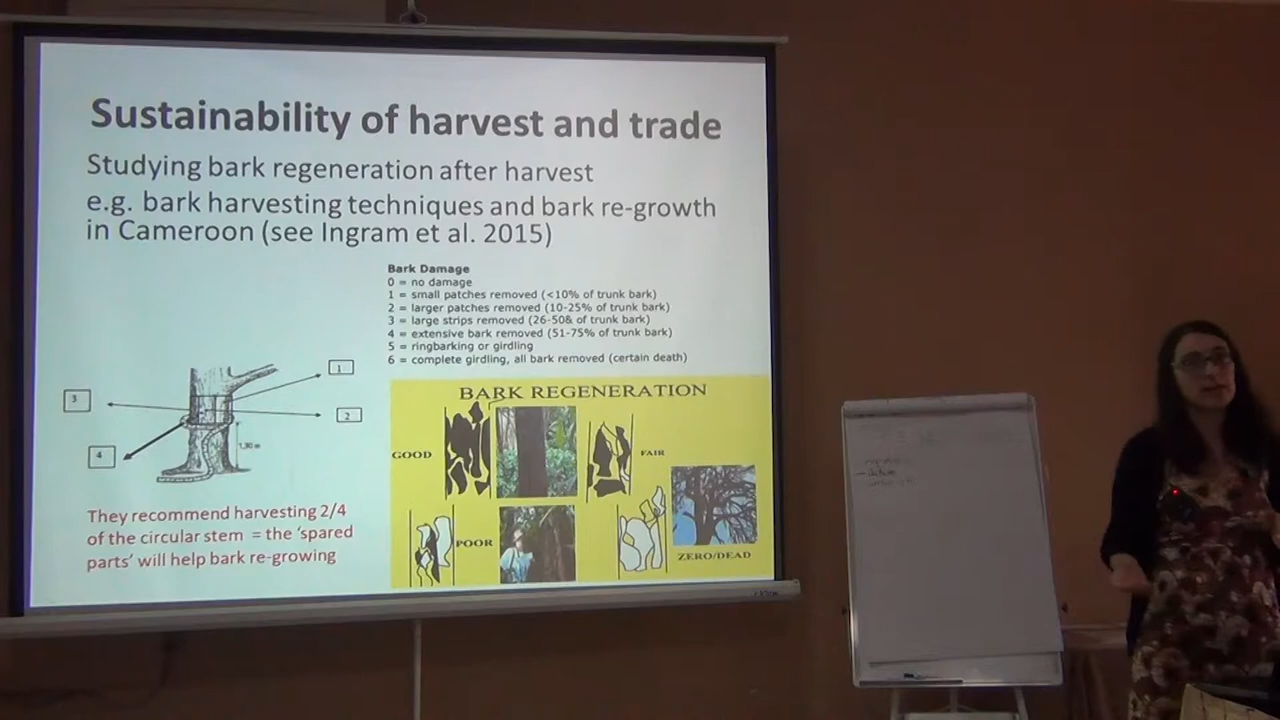 Sustainability of harvest and trade
Studying bark regeneration after harvest
e.g. bark harvesting techniques and bark re-growth
in Cameroon (see Ingram et al. 2015)
Bark Damage
0 = no damage
1 = small patches removed (<10% of trunk bark)
2 = larger patches removed (10-25% of trunk bark)
3 = large strips removed (26-50& of trunk bark)
4 = extensive bark removed (51-75% of trunk bark)
5 = ringbarking or girdling
6 = complete girdling, all bark removed (certain death)
1
3
2
4
1,30 m
They recommend harvesting 2/4
of the circular stem = the 'spared
parts' will help bark re-growing
BARK REGENERATION
GOOD
FAIR
POOR
ZERO/DEAD